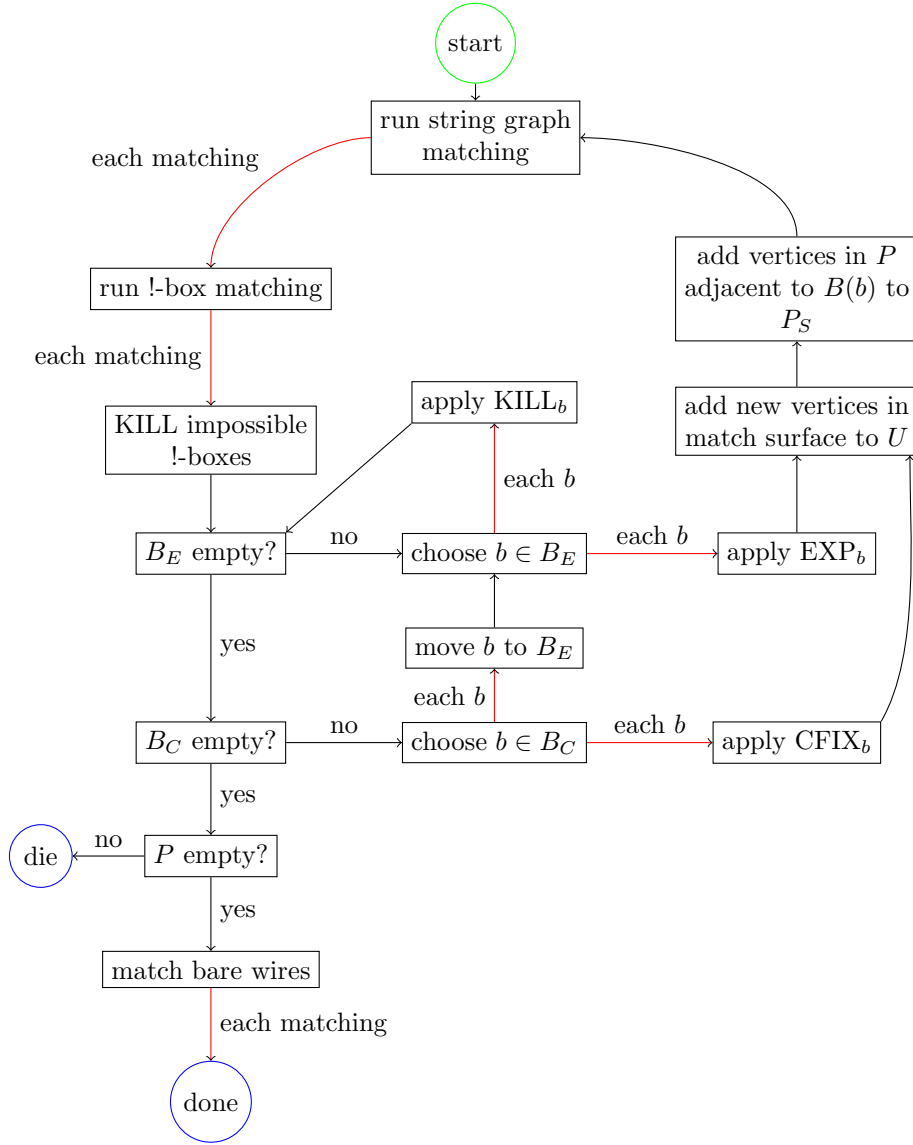 start
run string graph
matching
each matching
run !-box matching
add vertices in P
adjacent to B(b) to
P_S
each matching
KILL impossible
!-boxes
apply KILL_b
add new vertices in
match surface to U
each b
B_E empty?
no
choose b ∈ B_E
each b
apply EXP_b
yes
move b to B_E
each b
B_C empty?
no
choose b ∈ B_C
each b
apply CFIX_b
yes
die
no
P empty?
yes
match bare wires
each matching
done